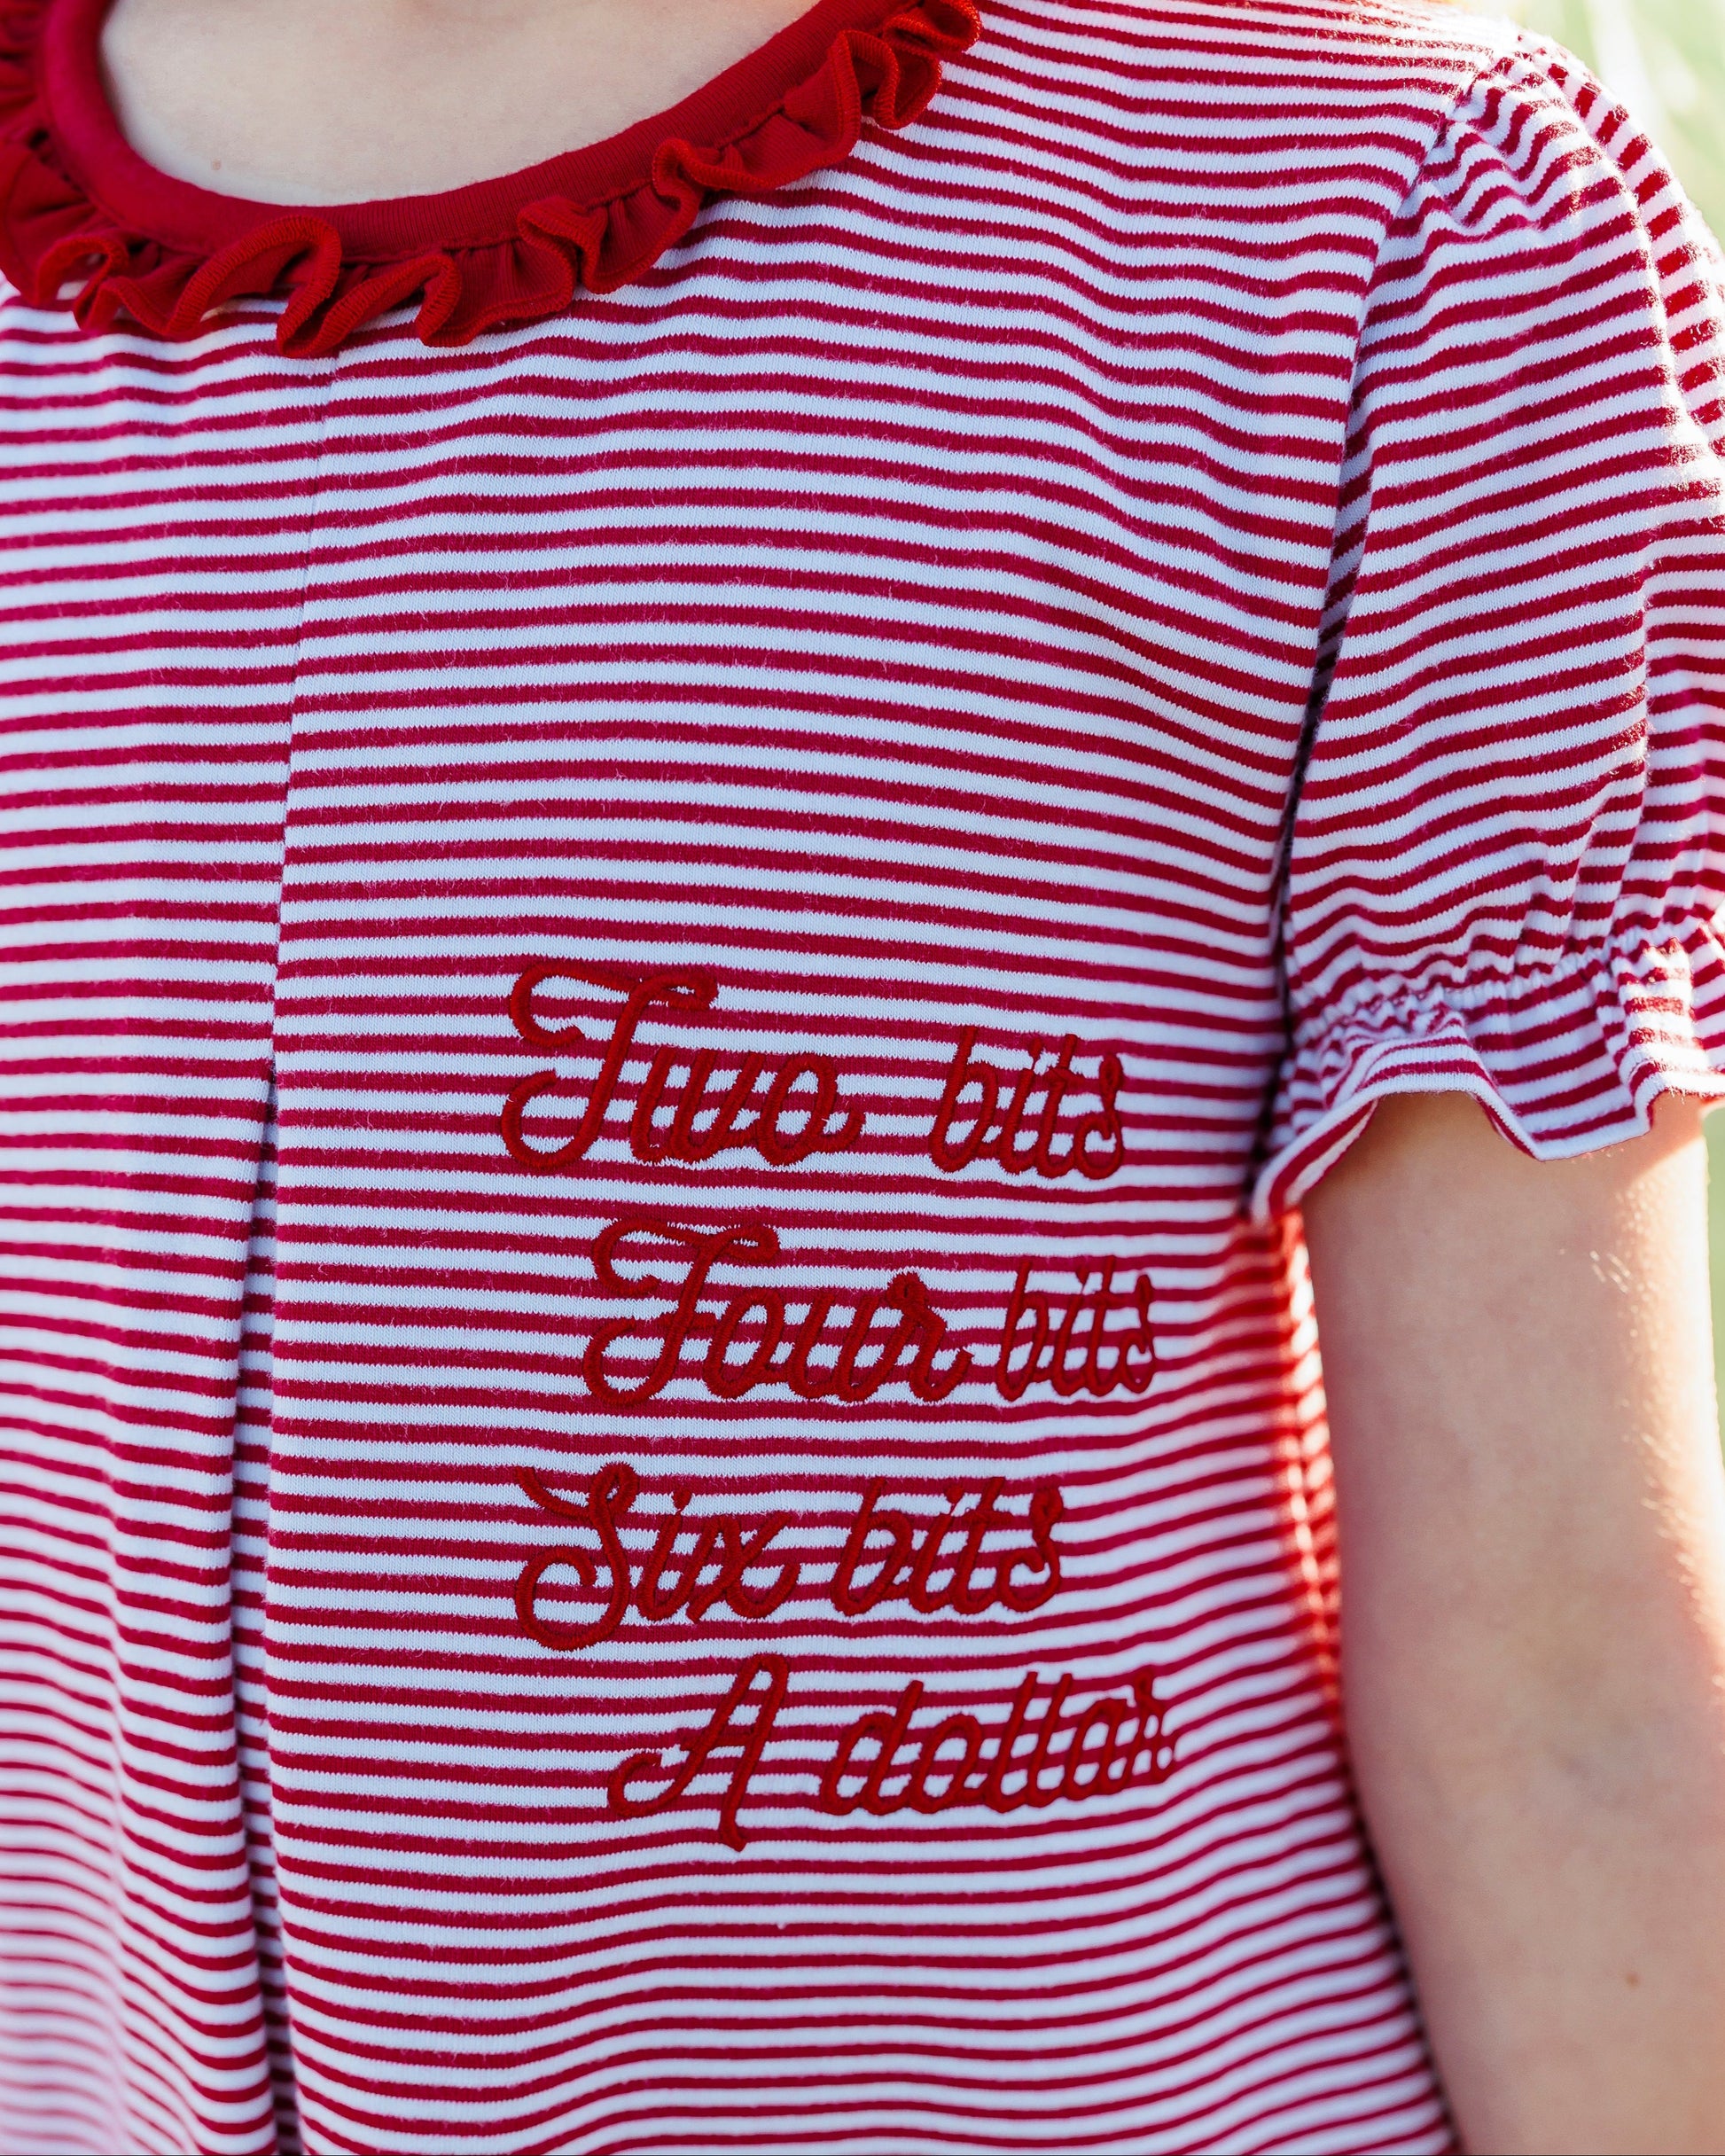 Two bits
Four bits
Six bits
A dollar.